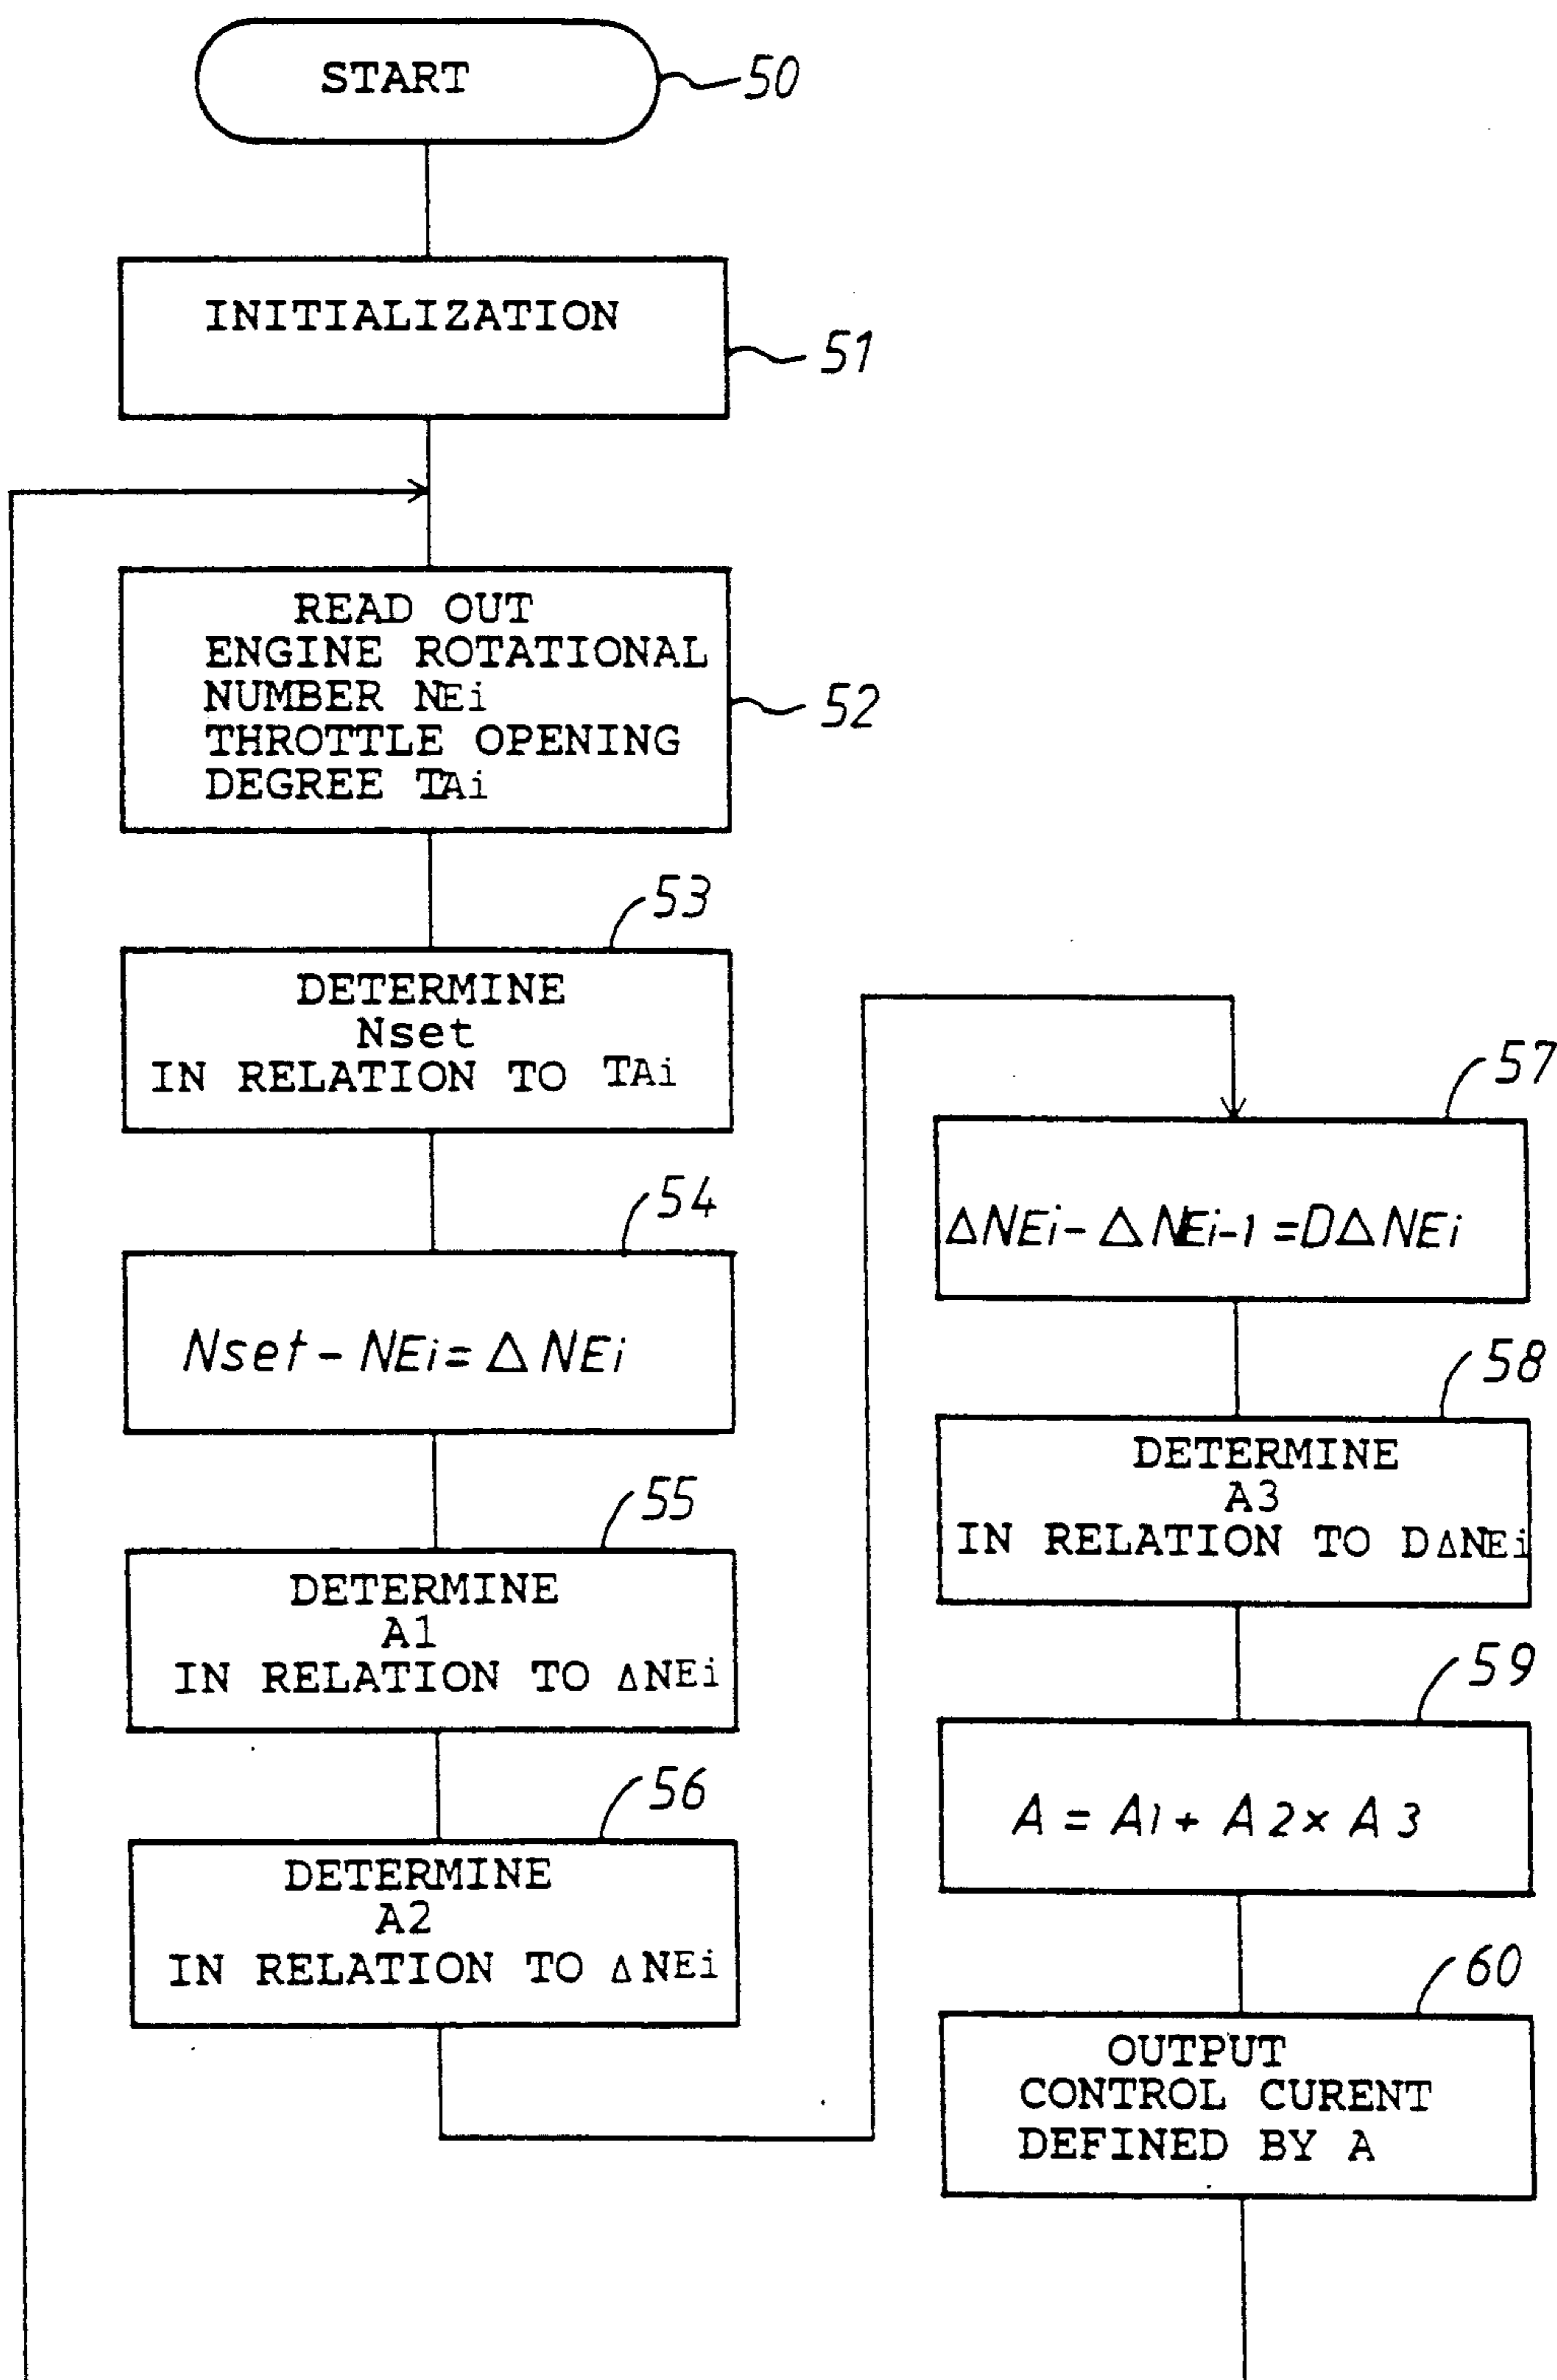 START
50
INITIALIZATION
51
READ OUT
ENGINE ROTATIONAL
NUMBER NEi
THROTTLE OPENING
DEGREE TAi
52
53
DETERMINE
Nset
IN RELATION TO TAi
54
Nset - NEi = Δ NEi
55
DETERMINE
A1
IN RELATION TO ΔNEi
56
DETERMINE
A2
IN RELATION TO ΔNEi
57
ΔNEi - ΔNEi-1 = DΔNEi
58
DETERMINE
A3
IN RELATION TO DΔNEi
59
A = A1 + A2 × A3
60
OUTPUT
CONTROL CURENT
DEFINED BY A